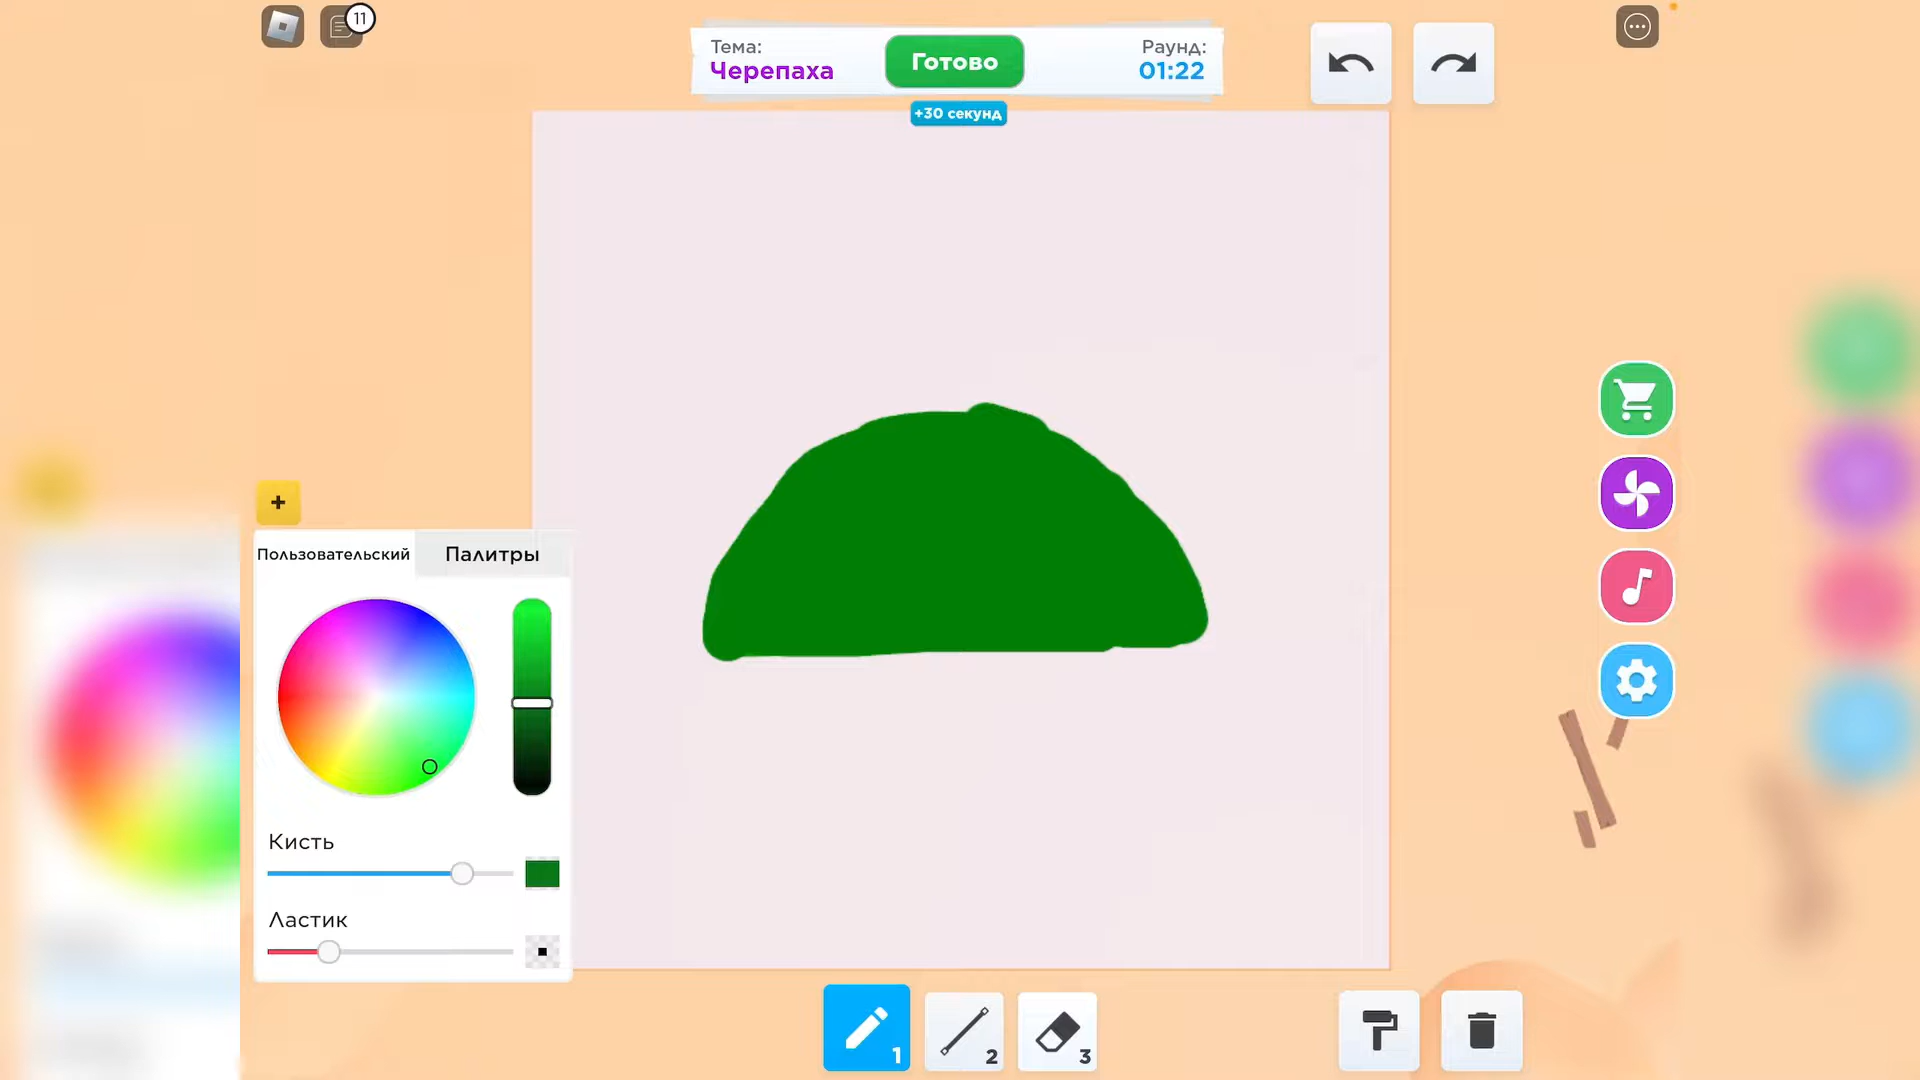 11
Тема:
Черепаха
Готово
Раунд:
01:22
+30 секунд
+
Пользовательский
Палитры
Кисть
Ластик
1
2
3